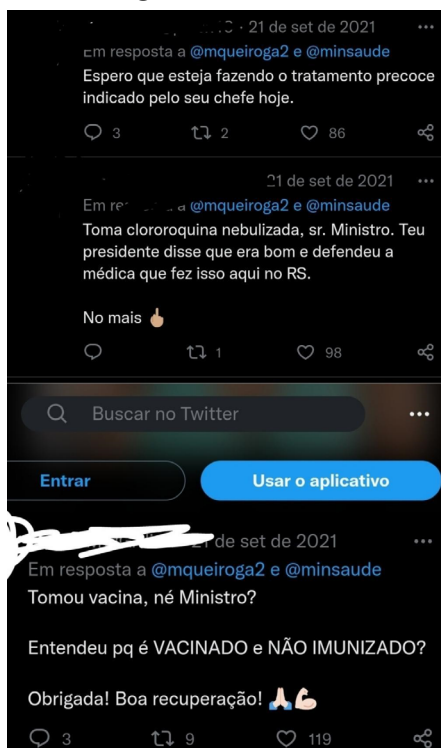 · 21 de set de 2021
Em resposta a @mqueiroga2 e @minsaude
Espero que esteja fazendo o tratamento precoce
indicado pelo seu chefe hoje.
3 2 86
21 de set de 2021
a @mqueiroga2 e @minsaude
Toma clororoquina nebulizada, sr. Ministro. Teu
presidente disse que era bom e defendeu a
médica que fez isso aqui no RS.
No mais 🖕🏼
1 98
Buscar no Twitter
Entrar Usar o aplicativo
de set de 2021
Em resposta a @mqueiroga2 e @minsaude
Tomou vacina, né Ministro?
Entendeu pq é VACINADO e NÃO IMUNIZADO?
Obrigada! Boa recuperação! 🙏🏻💪🏻
3 9 119